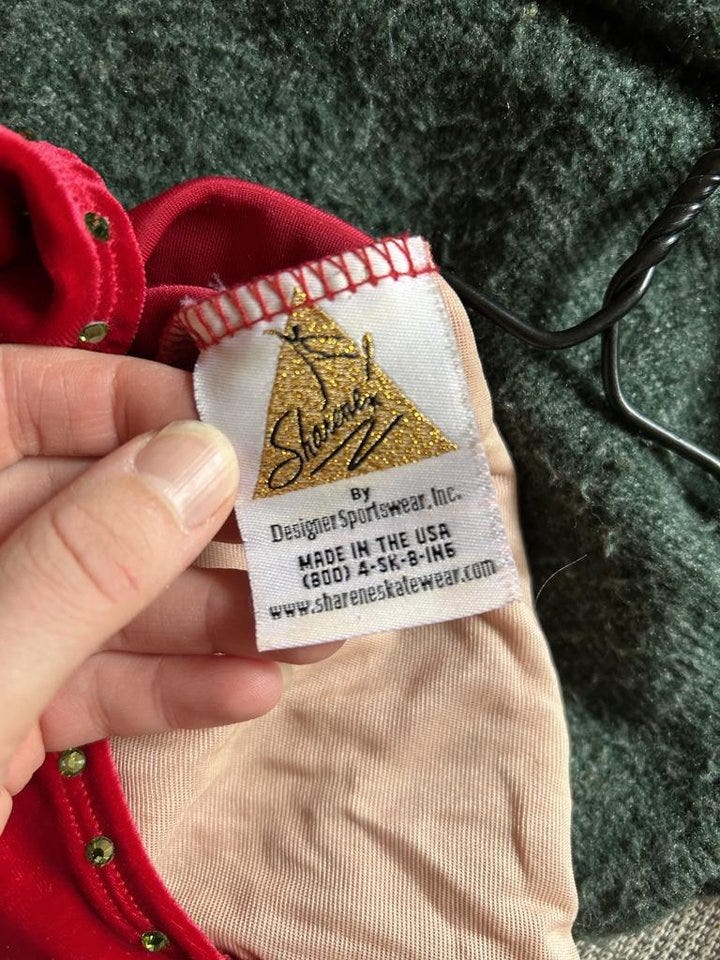 Sharene
By
Designer Sportswear, Inc.
MADE IN THE USA
(800) 4-SK-8-ING
www.shareneskatewear.com